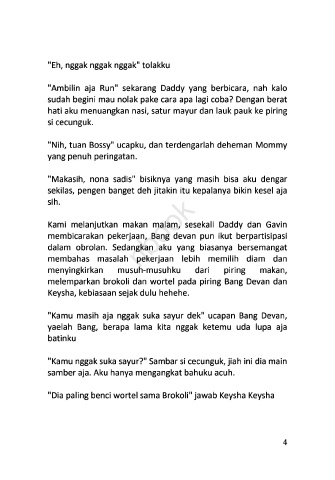 "Eh, nggak nggak nggak" tolakku
"Ambilin aja Run" sekarang Daddy yang berbicara, nah kalo
sudah begini mau nolak pake cara apa lagi coba? Dengan berat
hati aku menuangkan nasi, satur mayur dan lauk pauk ke piring
si cecunguk.
"Nih, tuan Bossy" ucapku, dan terdengarlah deheman Mommy
yang penuh peringatan.
"Makasih, nona sadis" bisiknya yang masih bisa aku dengar
sekilas, pengen banget deh jitakin itu kepalanya bikin kesel aja
sih.
Kami melanjutkan makan malam, sesekali Daddy dan Gavin
membicarakan pekerjaan, Bang devan pun ikut berpartisipasi
dalam obrolan. Sedangkan aku yang biasanya bersemangat
membahas masalah pekerjaan lebih memilih diam dan
menyingkirkan musuh-musuhku dari piring makan,
melemparkan brokoli dan wortel pada piring Bang Devan dan
Keysha, kebiasaan sejak dulu hehehe.
"Kamu masih aja nggak suka sayur dek" ucapan Bang Devan,
yaelah Bang, berapa lama kita nggak ketemu uda lupa aja
batinku
"Kamu nggak suka sayur?" Sambar si cecunguk, jiah ini dia main
samber aja. Aku hanya mengangkat bahuku acuh.
"Dia paling benci wortel sama Brokoli" jawab Keysha Keysha
4